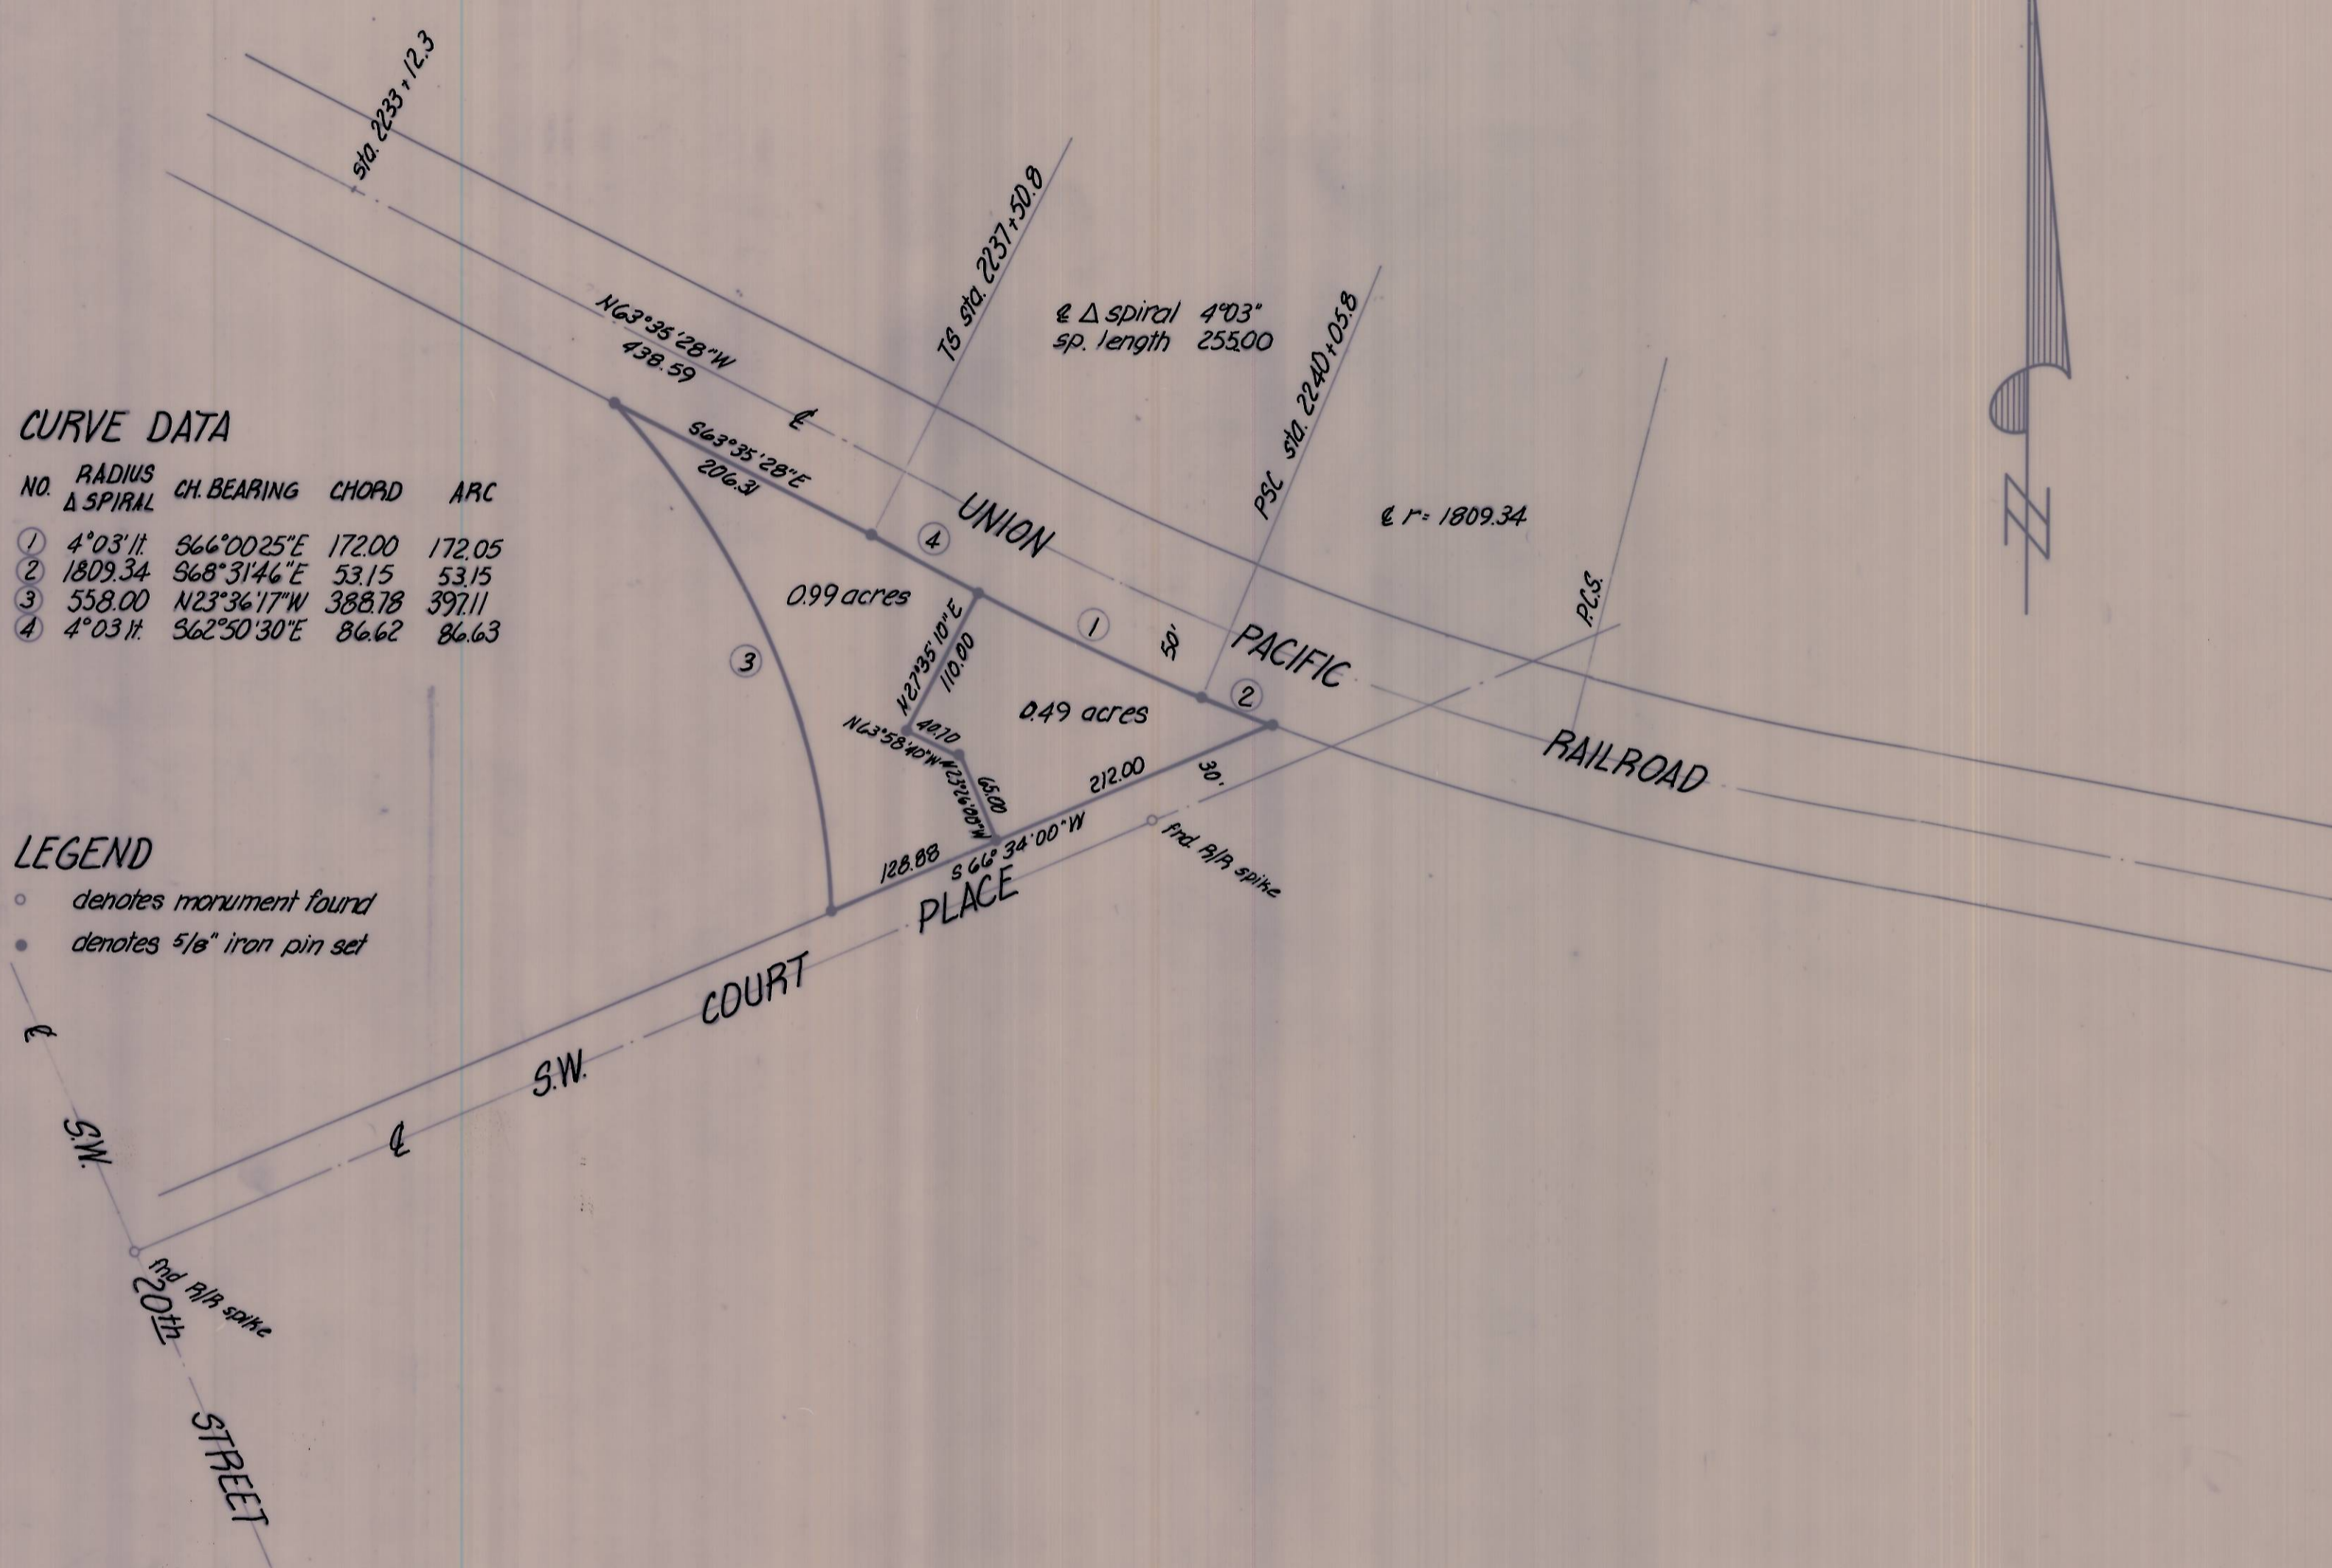 sta. 2233+12.3
N63°35'28"W
438.59
℄
TS sta. 2237+50.8
℄ Δ spiral 4°03"
sp. length 255.00
PSC sta. 2240+05.8
℄ r= 1809.34
P.C.S.
S63°35'28"E
206.31
UNION
PACIFIC
RAILROAD
CURVE DATA
NO. RADIUS Δ SPIRAL CH. BEARING CHORD ARC
1 4°03' lt. S66°00'25"E 172.00 172.05
2 1809.34 S68°31'46"E 53.15 53.15
3 558.00 N23°36'17"W 388.78 397.11
4 4°03 lt. S62°50'30"E 86.62 86.63
4
0.99 acres
1
50'
3
N27°35'10"E
110.00
2
0.49 acres
40.70
N63°58'40"W
N23°26'00"W
65.00
212.00
30'
128.88
S66°34'00"W
fnd. R/R spike
LEGEND
denotes monument found
denotes 5/8" iron pin set
S.W.
COURT
PLACE
℄
℄
S.W.
20th
STREET
fnd R/R spike
N